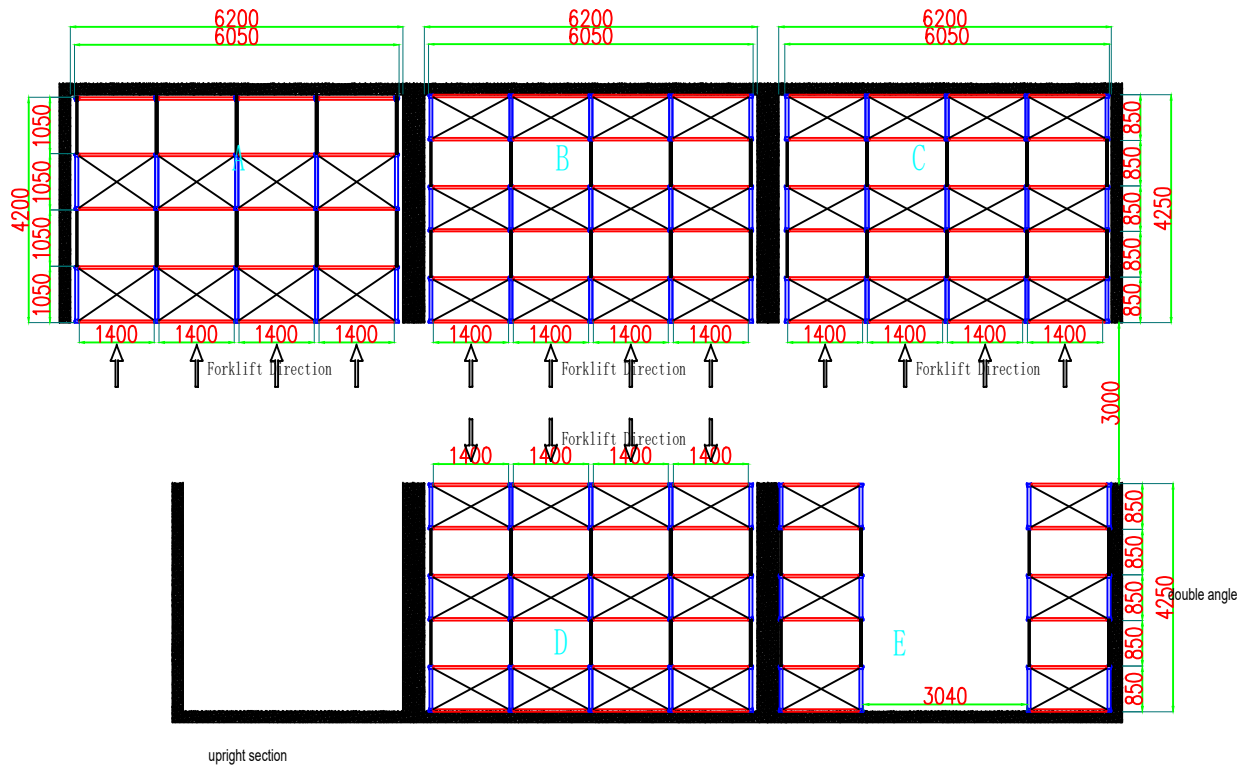 6200 6200 6200
6050 6050 6050
1050 1050 1050 1050
4200
A B C
850 850 850 850 850
4250
1400 1400 1400 1400 1400 1400 1400 1400 1400 1400 1400 1400
Forklift Direction Forklift Direction Forklift Direction
3000
Forklift Direction
1400 1400 1400 1400
850 850 850 850 850
4250
double angle
D E
3040
upright section